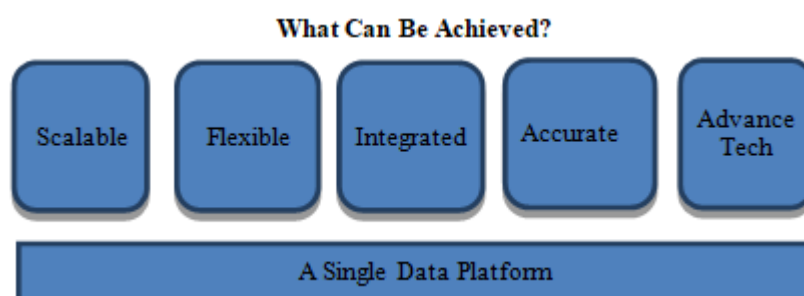 What Can Be Achieved?
Scalable
Flexible
Integrated
Accurate
Advance
Tech
A Single Data Platform